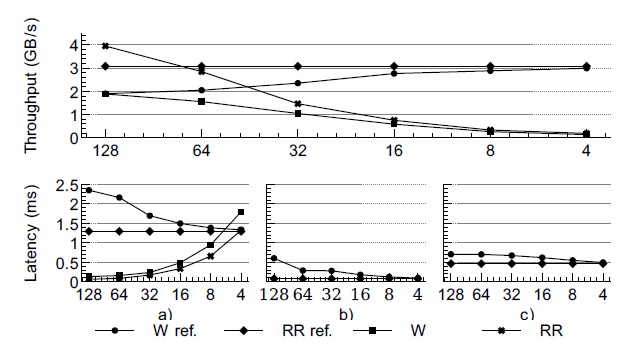 Throughput (GB/s)
4
3
2
1
0
128 64 32 16 8 4
Latency (ms)
2.5
2
1.5
1
0.5
0
128 64 32 16 8 4
128 64 32 16 8 4
128 64 32 16 8 4
a) b) c)
W ref. RR ref. W RR